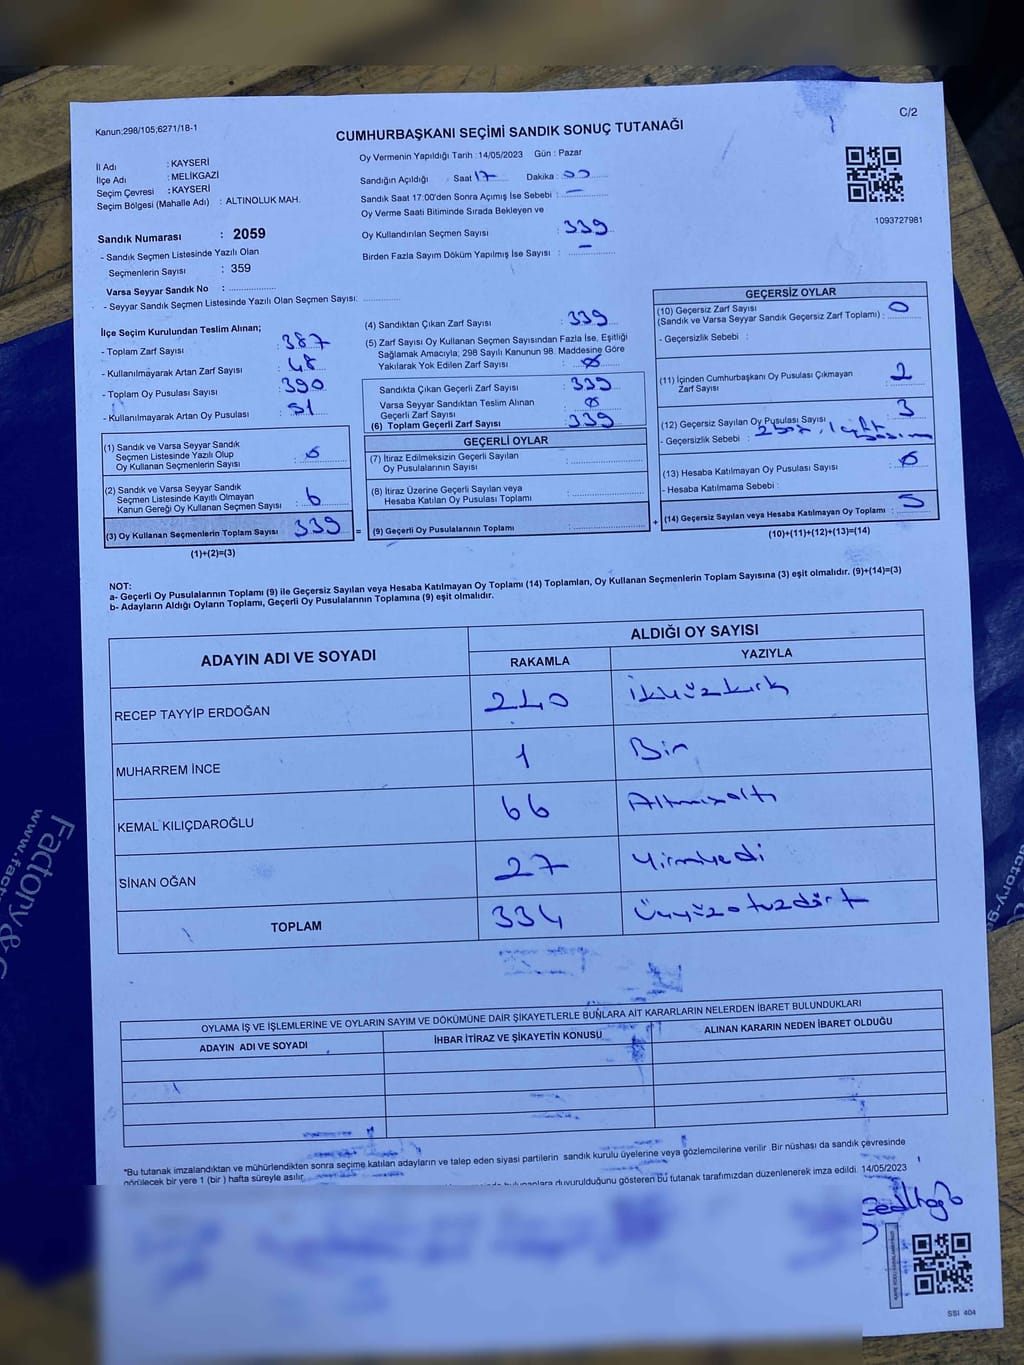 Kanun;298/105;6271/18-1
C/2
CUMHURBAŞKANI SEÇİMİ SANDIK SONUÇ TUTANAĞI
İl Adı : KAYSERİ
İlçe Adı : MELİKGAZİ
Seçim Çevresi : KAYSERİ
Seçim Bölgesi (Mahalle Adı) : ALTINOLUK MAH.
Sandık Numarası : 2059
- Sandık Seçmen Listesinde Yazılı Olan
Seçmenlerin Sayısı : 359
Varsa Seyyar Sandık No : ....................
- Seyyar Sandık Seçmen Listesinde Yazılı Olan Seçmen Sayısı: ................
Oy Vermenin Yapıldığı Tarih : 14/05/2023 Gün : Pazar
Sandığın Açıldığı Saat 17 Dakika : 00
Sandık Saat 17:00'den Sonra Açımış İse Sebebi : —
Oy Verme Saati Bitiminde Sırada Bekleyen ve
Oy Kullandırılan Seçmen Sayısı : 339
Birden Fazla Sayım Döküm Yapılmış İse Sayısı : —
1093727981
İlçe Seçim Kurulundan Teslim Alınan;
- Toplam Zarf Sayısı : 387
- Kullanılmayarak Artan Zarf Sayısı : 48
- Toplam Oy Pusulası Sayısı : 390
- Kullanılmayarak Artan Oy Pusulası : 51
(1) Sandık ve Varsa Seyyar Sandık
Seçmen Listesinde Yazılı Olup
Oy Kullanan Seçmenlerin Sayısı :
(2) Sandık ve Varsa Seyyar Sandık
Seçmen Listesinde Kayıtlı Olmayan
Kanun Gereği Oy Kullanan Seçmen Sayısı : 6
(3) Oy Kullanan Seçmenlerin Toplam Sayısı : 339
(1)+(2)=(3)
(4) Sandıktan Çıkan Zarf Sayısı : 339
(5) Zarf Sayısı Oy Kullanan Seçmen Sayısından Fazla İse, Eşitliği
Sağlamak Amacıyla; 298 Sayılı Kanunun 98. Maddesine Göre
Yakılarak Yok Edilen Zarf Sayısı : Ø
Sandıkta Çıkan Geçerli Zarf Sayısı : 339
Varsa Seyyar Sandıktan Teslim Alınan
Geçerli Zarf Sayısı : Ø
(6) Toplam Geçerli Zarf Sayısı : 339
GEÇERLİ OYLAR
(7) İtiraz Edilmeksizin Geçerli Sayılan
Oy Pusulalarının Sayısı :
(8) İtiraz Üzerine Geçerli Sayılan veya
Hesaba Katılan Oy Pusulası Toplamı :
(9) Geçerli Oy Pusulalarının Toplamı :
GEÇERSİZ OYLAR
(10) Geçersiz Zarf Sayısı
(Sandık ve Varsa Seyyar Sandık Geçersiz Zarf Toplamı) : 0
- Geçersizlik Sebebi :
(11) İçinden Cumhurbaşkanı Oy Pusulası Çıkmayan
Zarf Sayısı : 2
(12) Geçersiz Sayılan Oy Pusulası Sayısı : 3
- Geçersizlik Sebebi : 2 boş, 1 çift basım
(13) Hesaba Katılmayan Oy Pusulası Sayısı : Ø
- Hesaba Katılmama Sebebi :
(14) Geçersiz Sayılan veya Hesaba Katılmayan Oy Toplamı : 5
(10)+(11)+(12)+(13)=(14)
NOT:
a- Geçerli Oy Pusulalarının Toplamı (9) ile Geçersiz Sayılan veya Hesaba Katılmayan Oy Toplamı (14) Toplamları, Oy Kullanan Seçmenlerin Toplam Sayısına (3) eşit olmalıdır. (9)+(14)=(3)
b- Adayların Aldığı Oyların Toplamı, Geçerli Oy Pusulalarının Toplamına (9) eşit olmalıdır.
ADAYIN ADI VE SOYADI ALDIĞI OY SAYISI
RAKAMLA YAZIYLA
RECEP TAYYİP ERDOĞAN 240 İkiyüzkırk
MUHARREM İNCE 1 Bir
KEMAL KILIÇDAROĞLU 66 Altmışaltı
SİNAN OĞAN 27 Yirmiyedi
TOPLAM 334 Üçyüzotuzdört
OYLAMA İŞ VE İŞLEMLERİNE VE OYLARIN SAYIM VE DÖKÜMÜNE DAİR ŞİKAYETLERLE BUNLARA AİT KARARLARIN NELERDEN İBARET BULUNDUKLARI
ADAYIN ADI VE SOYADI İHBAR İTİRAZ VE ŞİKAYETİN KONUSU ALINAN KARARIN NEDEN İBARET OLDUĞU
*Bu tutanak imzalandıktan ve mühürlendikten sonra seçime katılan adayların ve talep eden siyasi partilerin sandık kurulu üyelerine veya gözlemcilerine verilir. Bir nüshası da sandık çevresinde
görülecek bir yere 1 (bir ) hafta süreyle asılır.
duyurulduğunu gösteren bu tutanak tarafımızdan düzenlenerek imza edildi. 14/05/2023
SSI 404
Factory &
www.fact